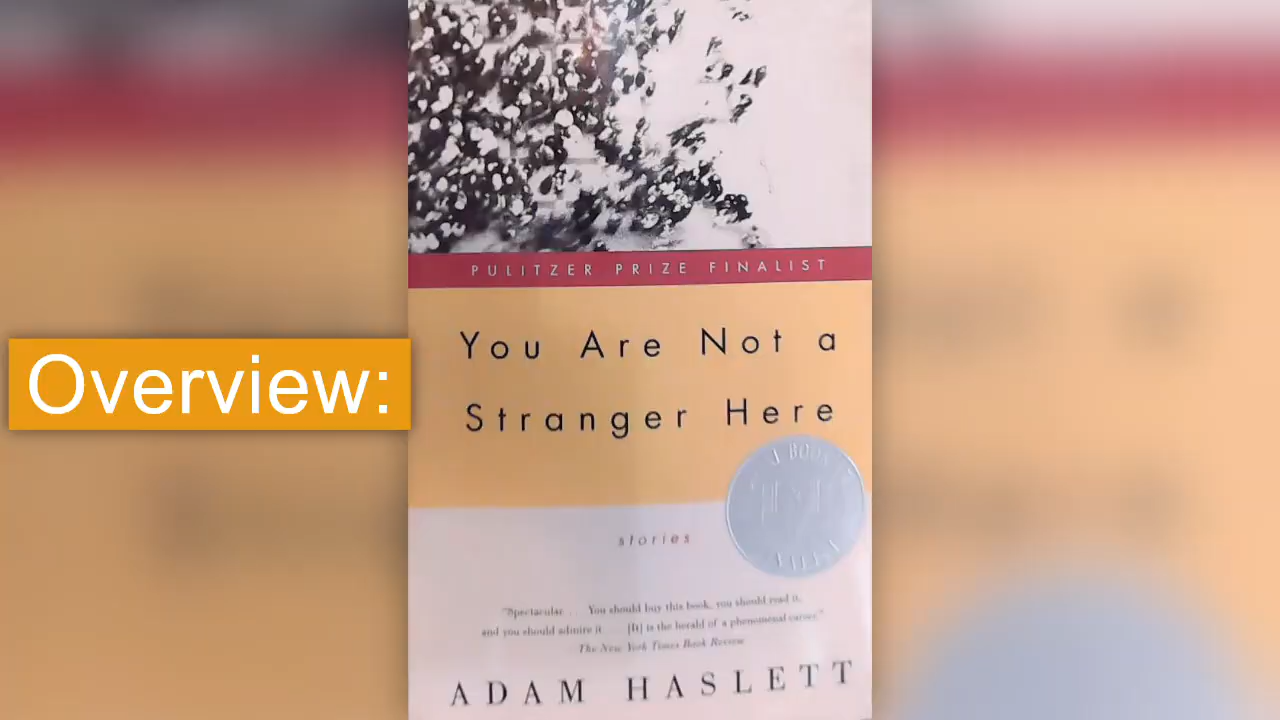 PULITZER PRIZE FINALIST
You Are Not a
Stranger Here
Overview:
A BOOK
stories
"Spectacular . . . You should buy this book, you should read it,
and you should admire it . . . [It] is the herald of a phenomenal career."
The New York Times Book Review
ADAM HASLETT